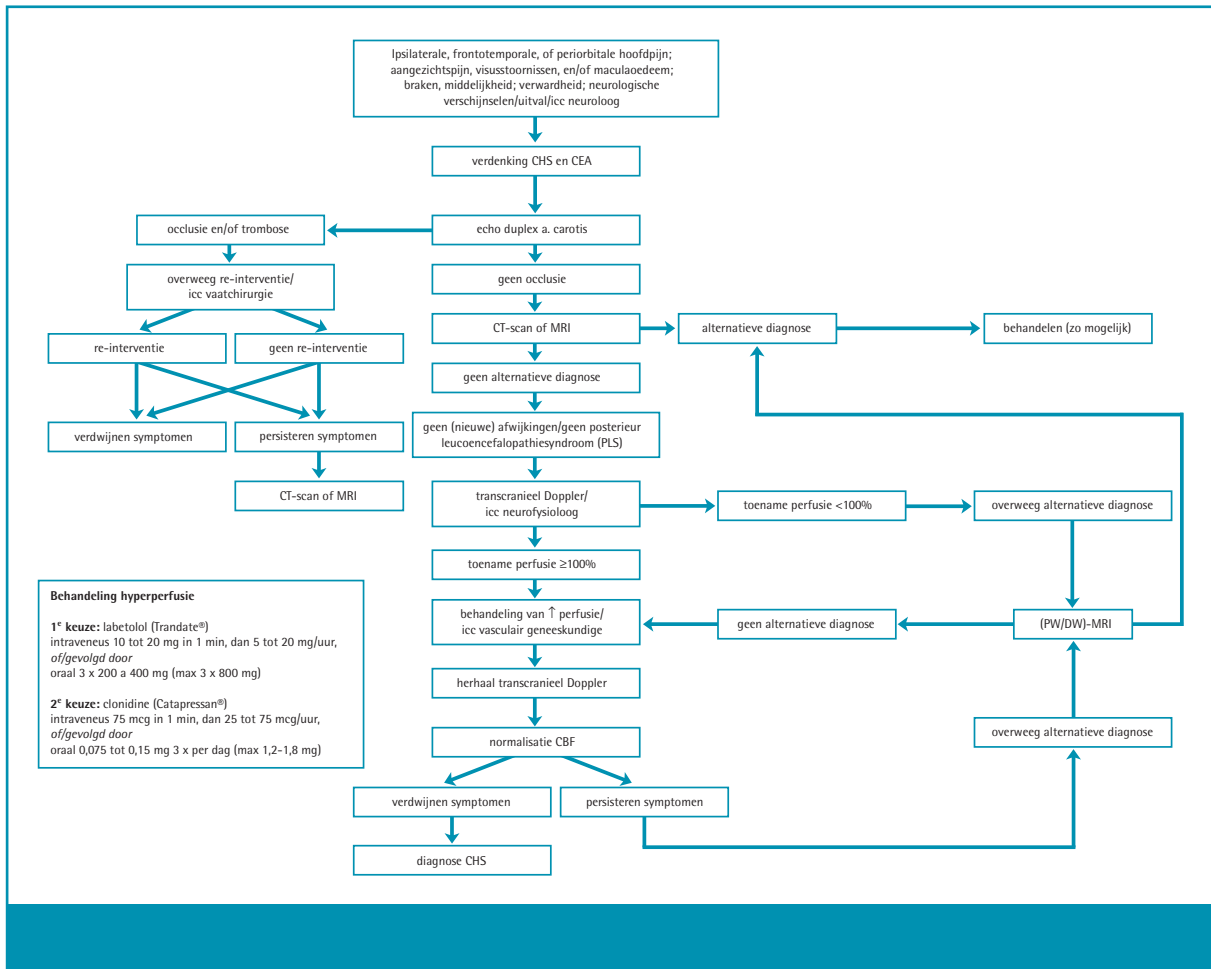 Ipsilaterale, frontotemporale, of periorbitale hoofdpijn;
aangezichtspijn, visusstoornissen, en/of maculaoedeem;
braken, middelijkheid; verwardheid; neurologische
verschijnselen/uitval/icc neuroloog
verdenking CHS en CEA
occlusie en/of trombose
echo duplex a. carotis
overweeg re-interventie/
icc vaatchirurgie
geen occlusie
re-interventie
geen re-interventie
CT-scan of MRI
alternatieve diagnose
behandelen (zo mogelijk)
geen alternatieve diagnose
verdwijnen symptomen
persisteren symptomen
geen (nieuwe) afwijkingen/geen posterieur
leucoencefalopathiesyndroom (PLS)
CT-scan of MRI
transcranieel Doppler/
icc neurofysioloog
toename perfusie <100%
overweeg alternatieve diagnose
toename perfusie ≥100%
Behandeling hyperperfusie
1e keuze: labetolol (Trandate®)
intraveneus 10 tot 20 mg in 1 min, dan 5 tot 20 mg/uur,
of/gevolgd door
oraal 3 x 200 a 400 mg (max 3 x 800 mg)
2e keuze: clonidine (Catapressan®)
intraveneus 75 mcg in 1 min, dan 25 tot 75 mcg/uur,
of/gevolgd door
oraal 0,075 tot 0,15 mg 3 x per dag (max 1,2-1,8 mg)
behandeling van ↑ perfusie/
icc vasculair geneeskundige
geen alternatieve diagnose
(PW/DW)-MRI
herhaal transcranieel Doppler
normalisatie CBF
overweeg alternatieve diagnose
verdwijnen symptomen
persisteren symptomen
diagnose CHS